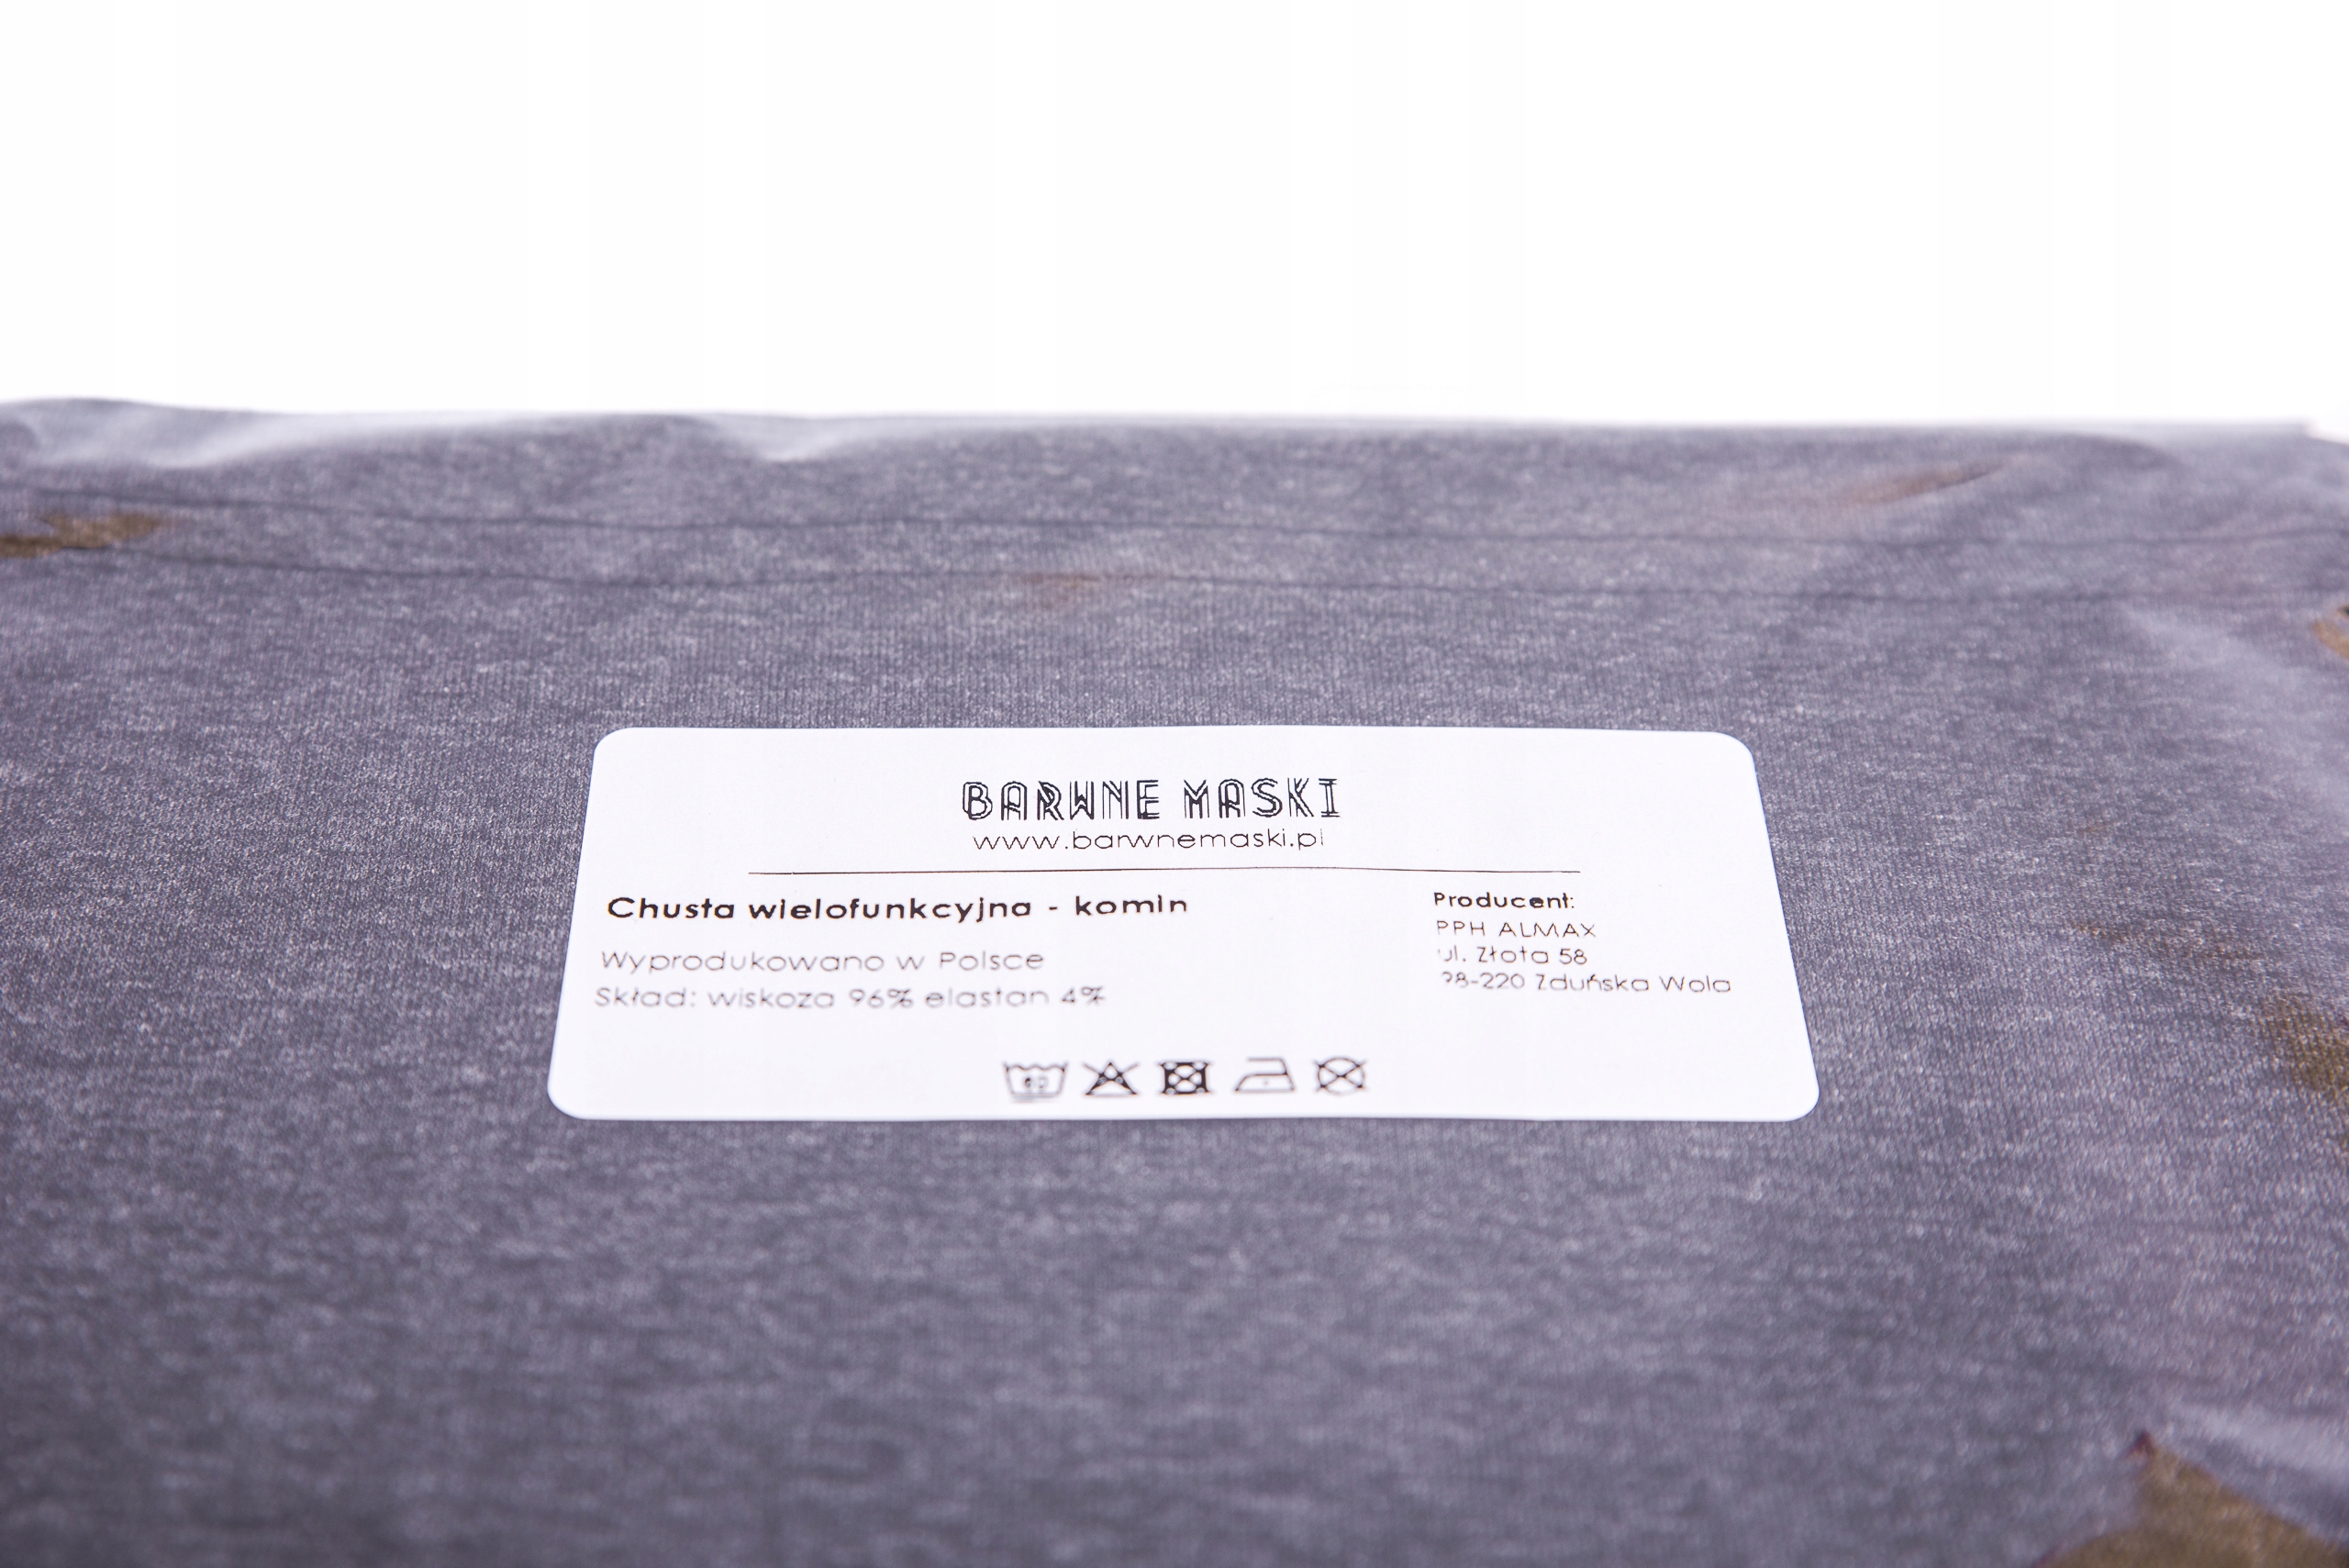 BARWNE MASKI
www.barwnemaski.pl
Chusta wielofunkcyjna - komin
Wyprodukowano w Polsce
Skład: wiskoza 96% elastan 4%
Producent:
PPH ALMAX
ul. Złota 58
98-220 Zduńska Wola